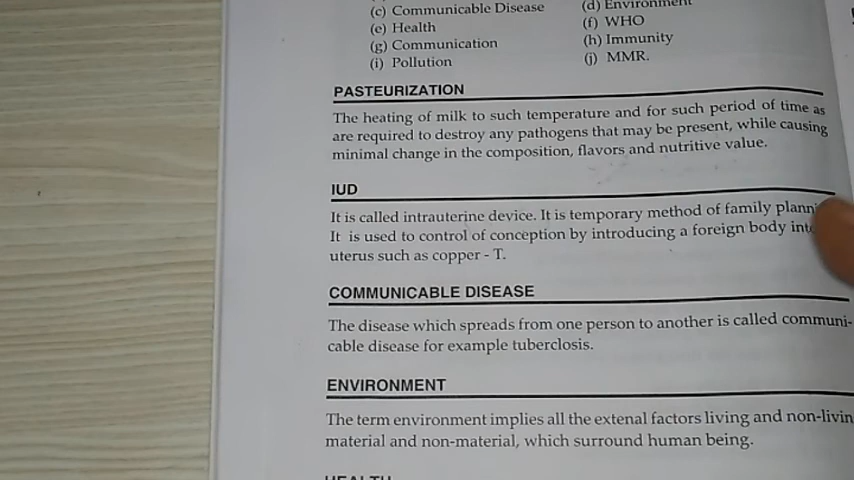 (c) Communicable Disease
(d) Environment
(e) Health
(f) WHO
(g) Communication
(h) Immunity
(i) Pollution
(j) MMR.
PASTEURIZATION
The heating of milk to such temperature and for such period of time as
are required to destroy any pathogens that may be present, while causing
minimal change in the composition, flavors and nutritive value.
IUD
It is called intrauterine device. It is temporary method of family plann
It is used to control of conception by introducing a foreign body int
uterus such as copper - T.
COMMUNICABLE DISEASE
The disease which spreads from one person to another is called communi-
cable disease for example tuberclosis.
ENVIRONMENT
The term environment implies all the extenal factors living and non-livin
material and non-material, which surround human being.
HEALTH